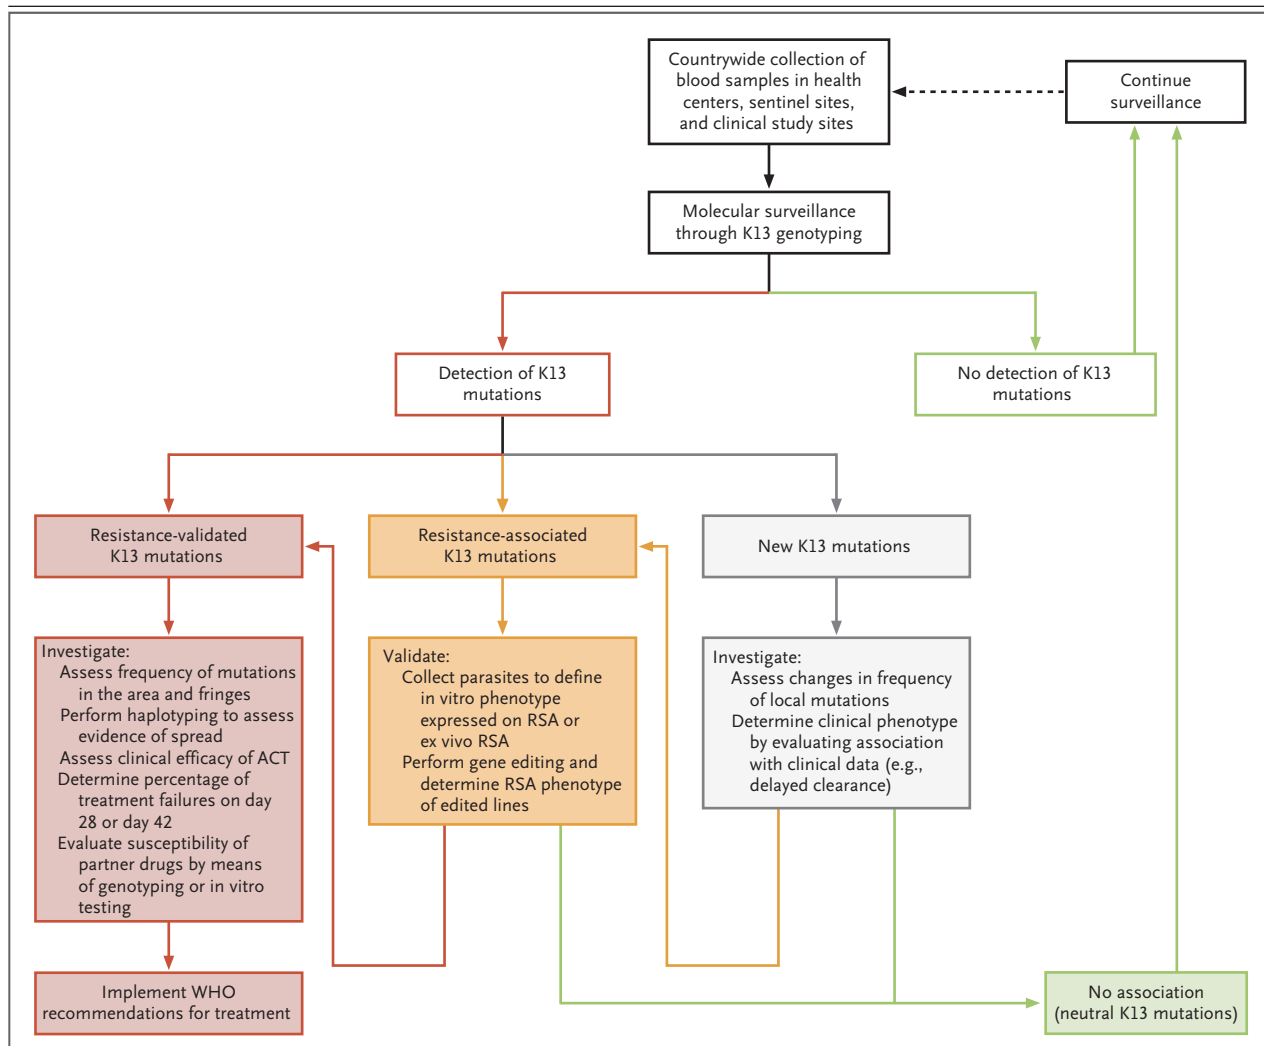 Countrywide collection of
blood samples in health
centers, sentinel sites,
and clinical study sites
Continue
surveillance
Molecular surveillance
through K13 genotyping
Detection of K13
mutations
No detection of K13
mutations
Resistance-validated
K13 mutations
Resistance-associated
K13 mutations
New K13 mutations
Investigate:
Assess frequency of mutations
in the area and fringes
Perform haplotyping to assess
evidence of spread
Assess clinical efficacy of ACT
Determine percentage of
treatment failures on day
28 or day 42
Evaluate susceptibility of
partner drugs by means
of genotyping or in vitro
testing
Validate:
Collect parasites to define
in vitro phenotype
expressed on RSA or
ex vivo RSA
Perform gene editing and
determine RSA phenotype
of edited lines
Investigate:
Assess changes in frequency
of local mutations
Determine clinical phenotype
by evaluating association
with clinical data (e.g.,
delayed clearance)
Implement WHO
recommendations for treatment
No association
(neutral K13 mutations)